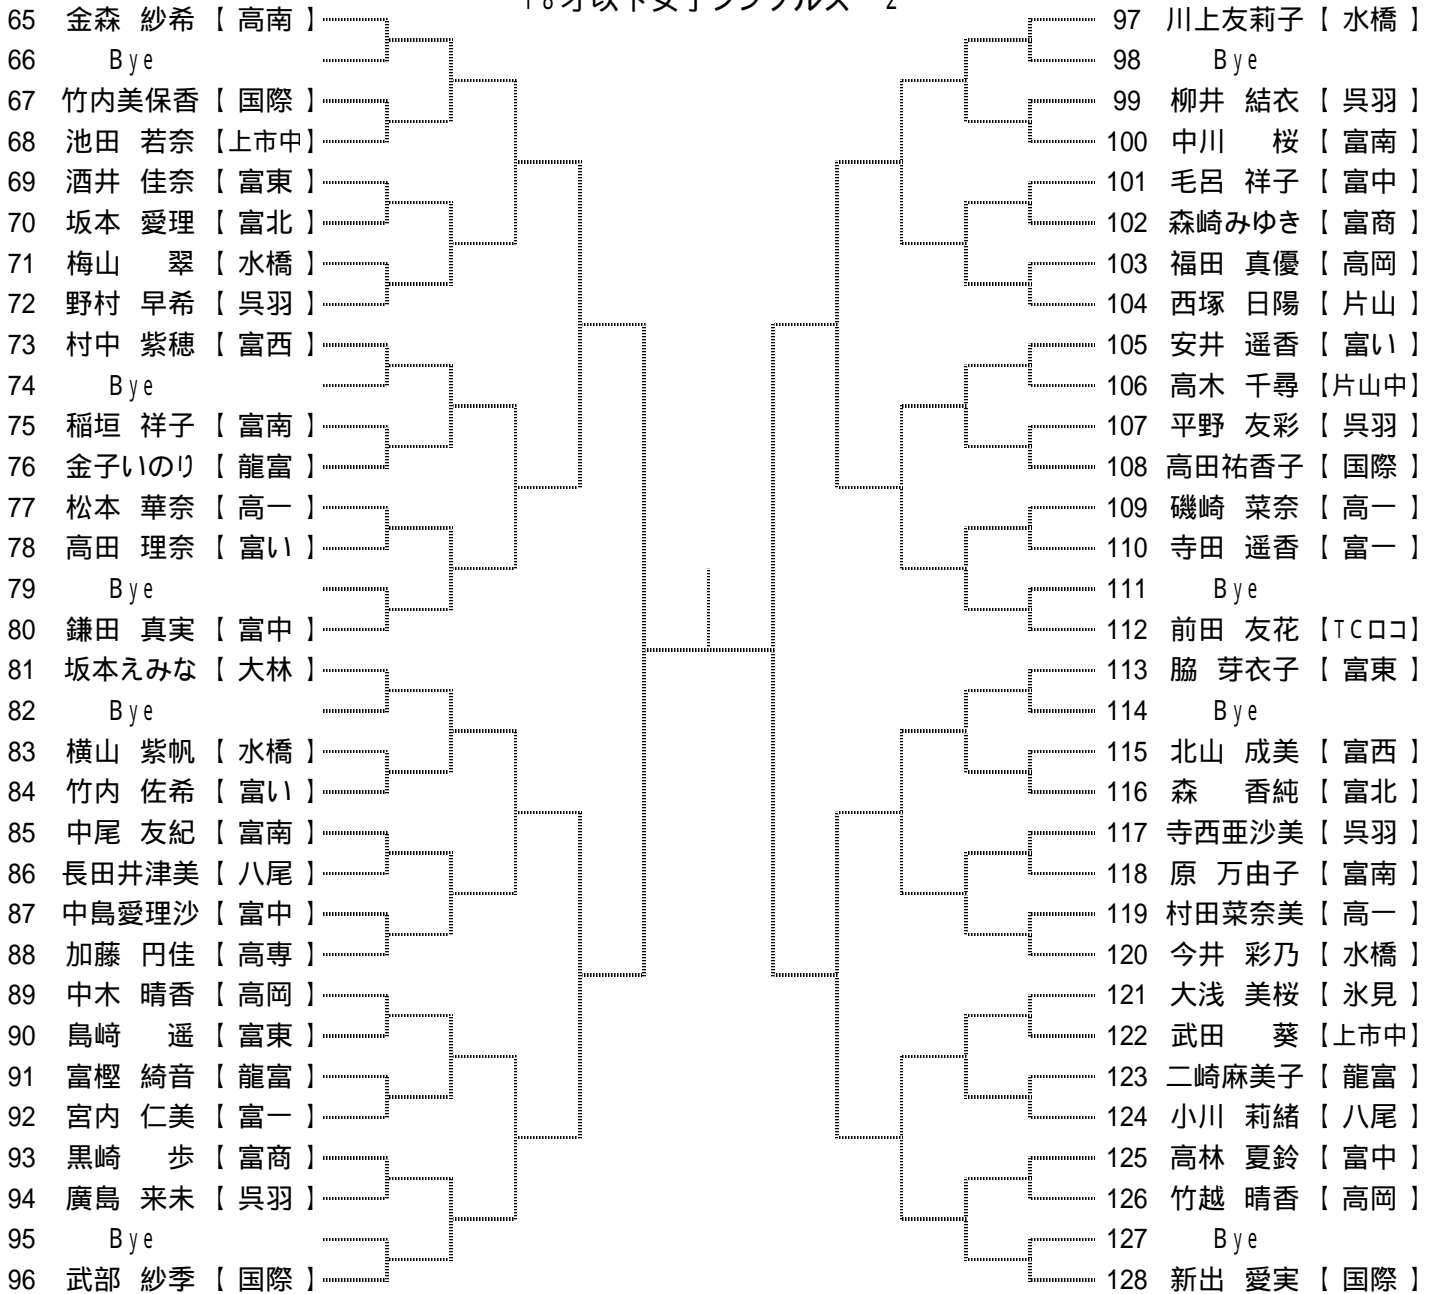 18才以下女子シングルス 2
65 金森 紗希 【 高南 】
66 Bye
67 竹内美保香 【 国際 】
68 池田 若奈 【上市中】
69 酒井 佳奈 【 富東 】
70 坂本 愛理 【 富北 】
71 梅山 翠 【 水橋 】
72 野村 早希 【 呉羽 】
73 村中 紫穂 【 富西 】
74 Bye
75 稲垣 祥子 【 富南 】
76 金子いのり 【 龍富 】
77 松本 華奈 【 高一 】
78 高田 理奈 【 富い 】
79 Bye
80 鎌田 真実 【 富中 】
81 坂本えみな 【 大林 】
82 Bye
83 横山 紫帆 【 水橋 】
84 竹内 佐希 【 富い 】
85 中尾 友紀 【 富南 】
86 長田井津美 【 八尾 】
87 中島愛理沙 【 富中 】
88 加藤 円佳 【 高専 】
89 中木 晴香 【 高岡 】
90 島﨑 遥 【 富東 】
91 富樫 綺音 【 龍富 】
92 宮内 仁美 【 富一 】
93 黒崎 歩 【 富商 】
94 廣島 来未 【 呉羽 】
95 Bye
96 武部 紗季 【 国際 】
97 川上友莉子 【 水橋 】
98 Bye
99 柳井 結衣 【 呉羽 】
100 中川 桜 【 富南 】
101 毛呂 祥子 【 富中 】
102 森崎みゆき 【 富商 】
103 福田 真優 【 高岡 】
104 西塚 日陽 【 片山 】
105 安井 遥香 【 富い 】
106 高木 千尋 【片山中】
107 平野 友彩 【 呉羽 】
108 高田祐香子 【 国際 】
109 磯崎 菜奈 【 高一 】
110 寺田 遥香 【 富一 】
111 Bye
112 前田 友花 【TCロコ】
113 脇 芽衣子 【 富東 】
114 Bye
115 北山 成美 【 富西 】
116 森 香純 【 富北 】
117 寺西亜沙美 【 呉羽 】
118 原 万由子 【 富南 】
119 村田菜奈美 【 高一 】
120 今井 彩乃 【 水橋 】
121 大浅 美桜 【 氷見 】
122 武田 葵 【上市中】
123 二崎麻美子 【 龍富 】
124 小川 莉緒 【 八尾 】
125 高林 夏鈴 【 富中 】
126 竹越 晴香 【 高岡 】
127 Bye
128 新出 愛実 【 国際 】